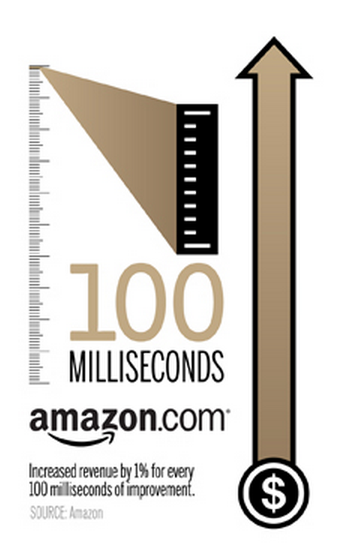 100
MILLISECONDS
amazon.com®
Increased revenue by 1% for every
100 milliseconds of improvement.
SOURCE: Amazon
$